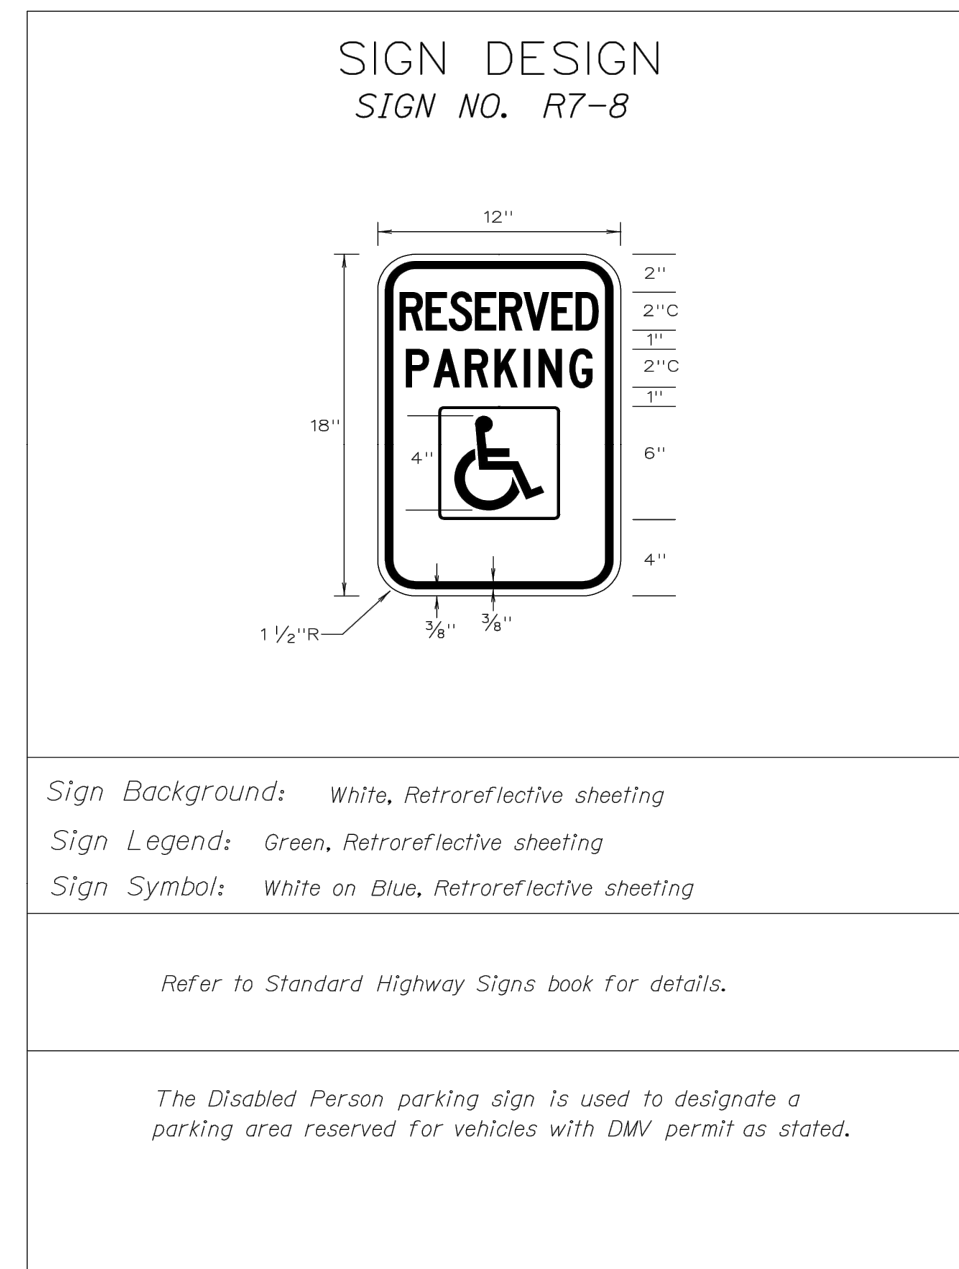 SIGN DESIGN
SIGN NO. R7-8
12''
2''
RESERVED
2''C
1''
PARKING
2''C
1''
18''
4''
6''
4''
1 1/2''R
3/8''
3/8''
Sign Background: White, Retroreflective sheeting
Sign Legend: Green, Retroreflective sheeting
Sign Symbol: White on Blue, Retroreflective sheeting
Refer to Standard Highway Signs book for details.
The Disabled Person parking sign is used to designate a
parking area reserved for vehicles with DMV permit as stated.